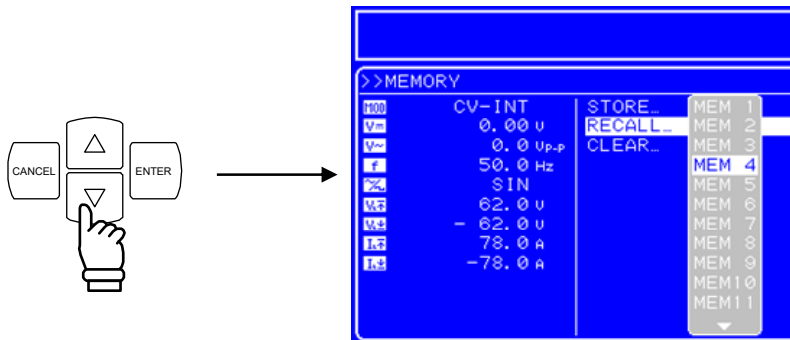 CANCEL
ENTER
>>MEMORY
MOD CV-INT
V= 0.00 V
V~ 0.0 VP-P
f 50.0 Hz
SIN
62.0 V
- 62.0 V
78.0 A
-78.0 A
STORE…
RECALL…
CLEAR…
MEM 1
MEM 2
MEM 3
MEM 4
MEM 5
MEM 6
MEM 7
MEM 8
MEM 9
MEM10
MEM11